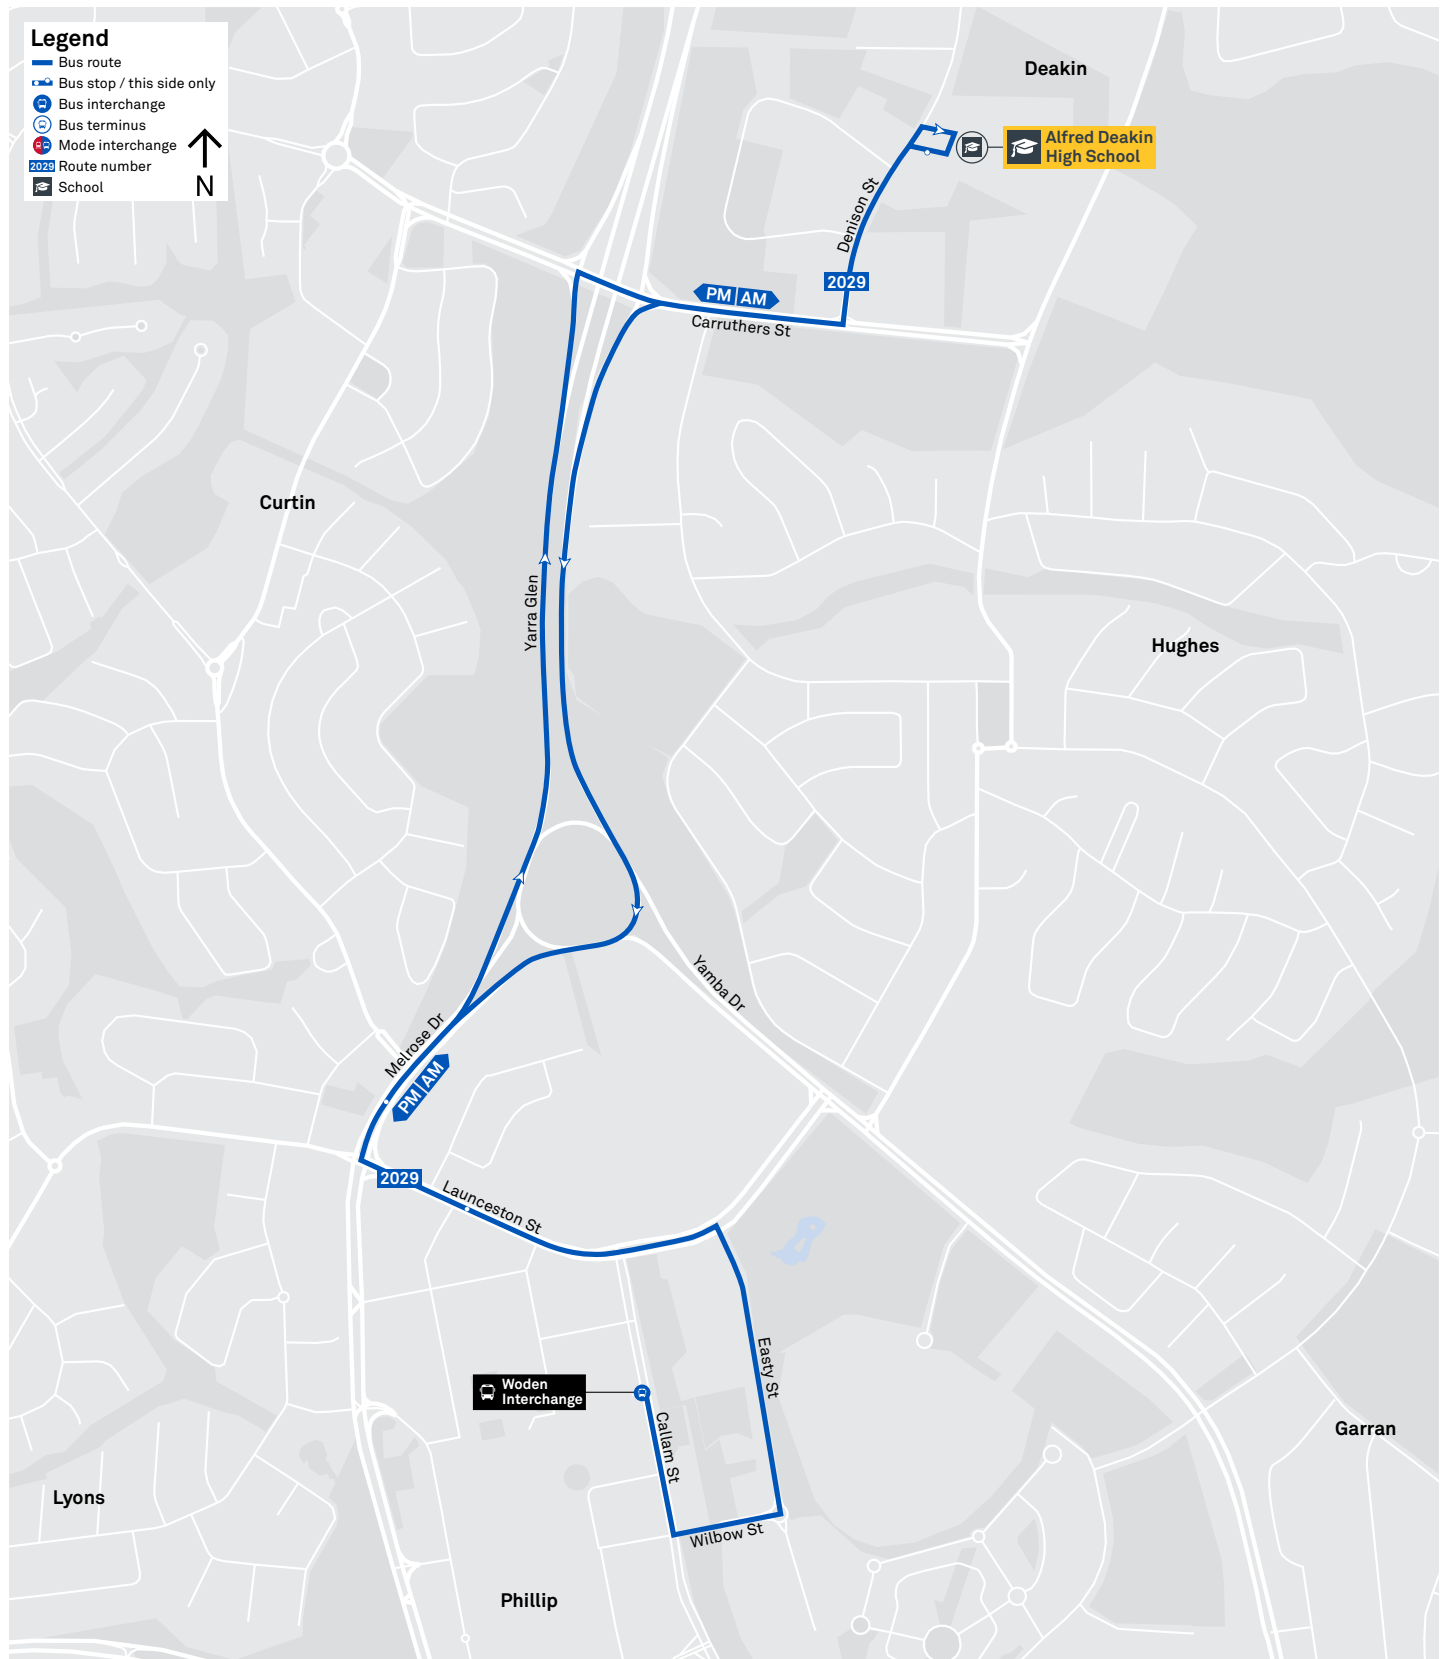 Legend
Bus route
Bus stop / this side only
Bus interchange
Bus terminus
Mode interchange
2029 Route number
School
N
Deakin
Alfred Deakin
High School
Denison St
2029
PM AM
Carruthers St
Curtin
Yarra Glen
Hughes
Yamba Dr
Melrose Dr
PM AM
2029
Launceston St
Easty St
Woden
Interchange
Callam St
Garran
Lyons
Wilbow St
Phillip